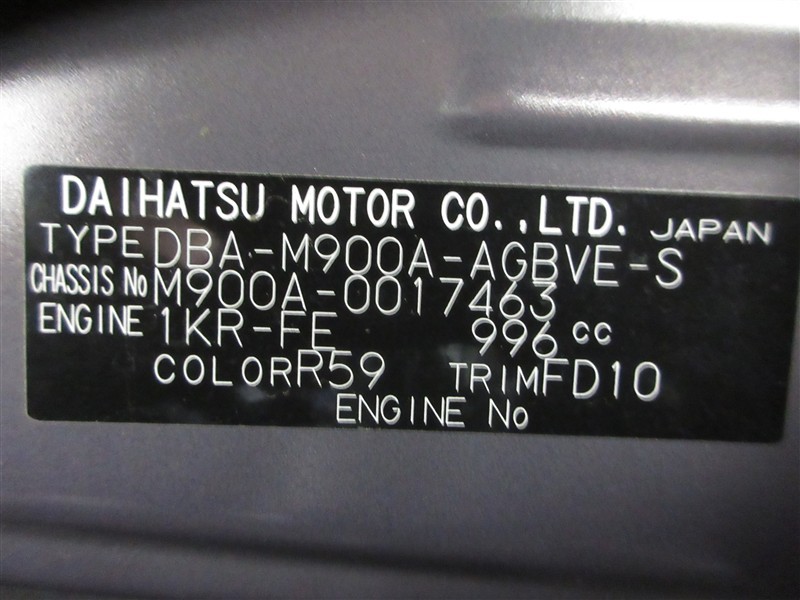 DAIHATSU MOTOR CO.,LTD. JAPAN
TYPE DBA-M900A-AGBVE-S
CHASSIS No M900A-0017463
ENGINE 1KR-FE 996 cc
COLOR R59 TRIM FD10
ENGINE No